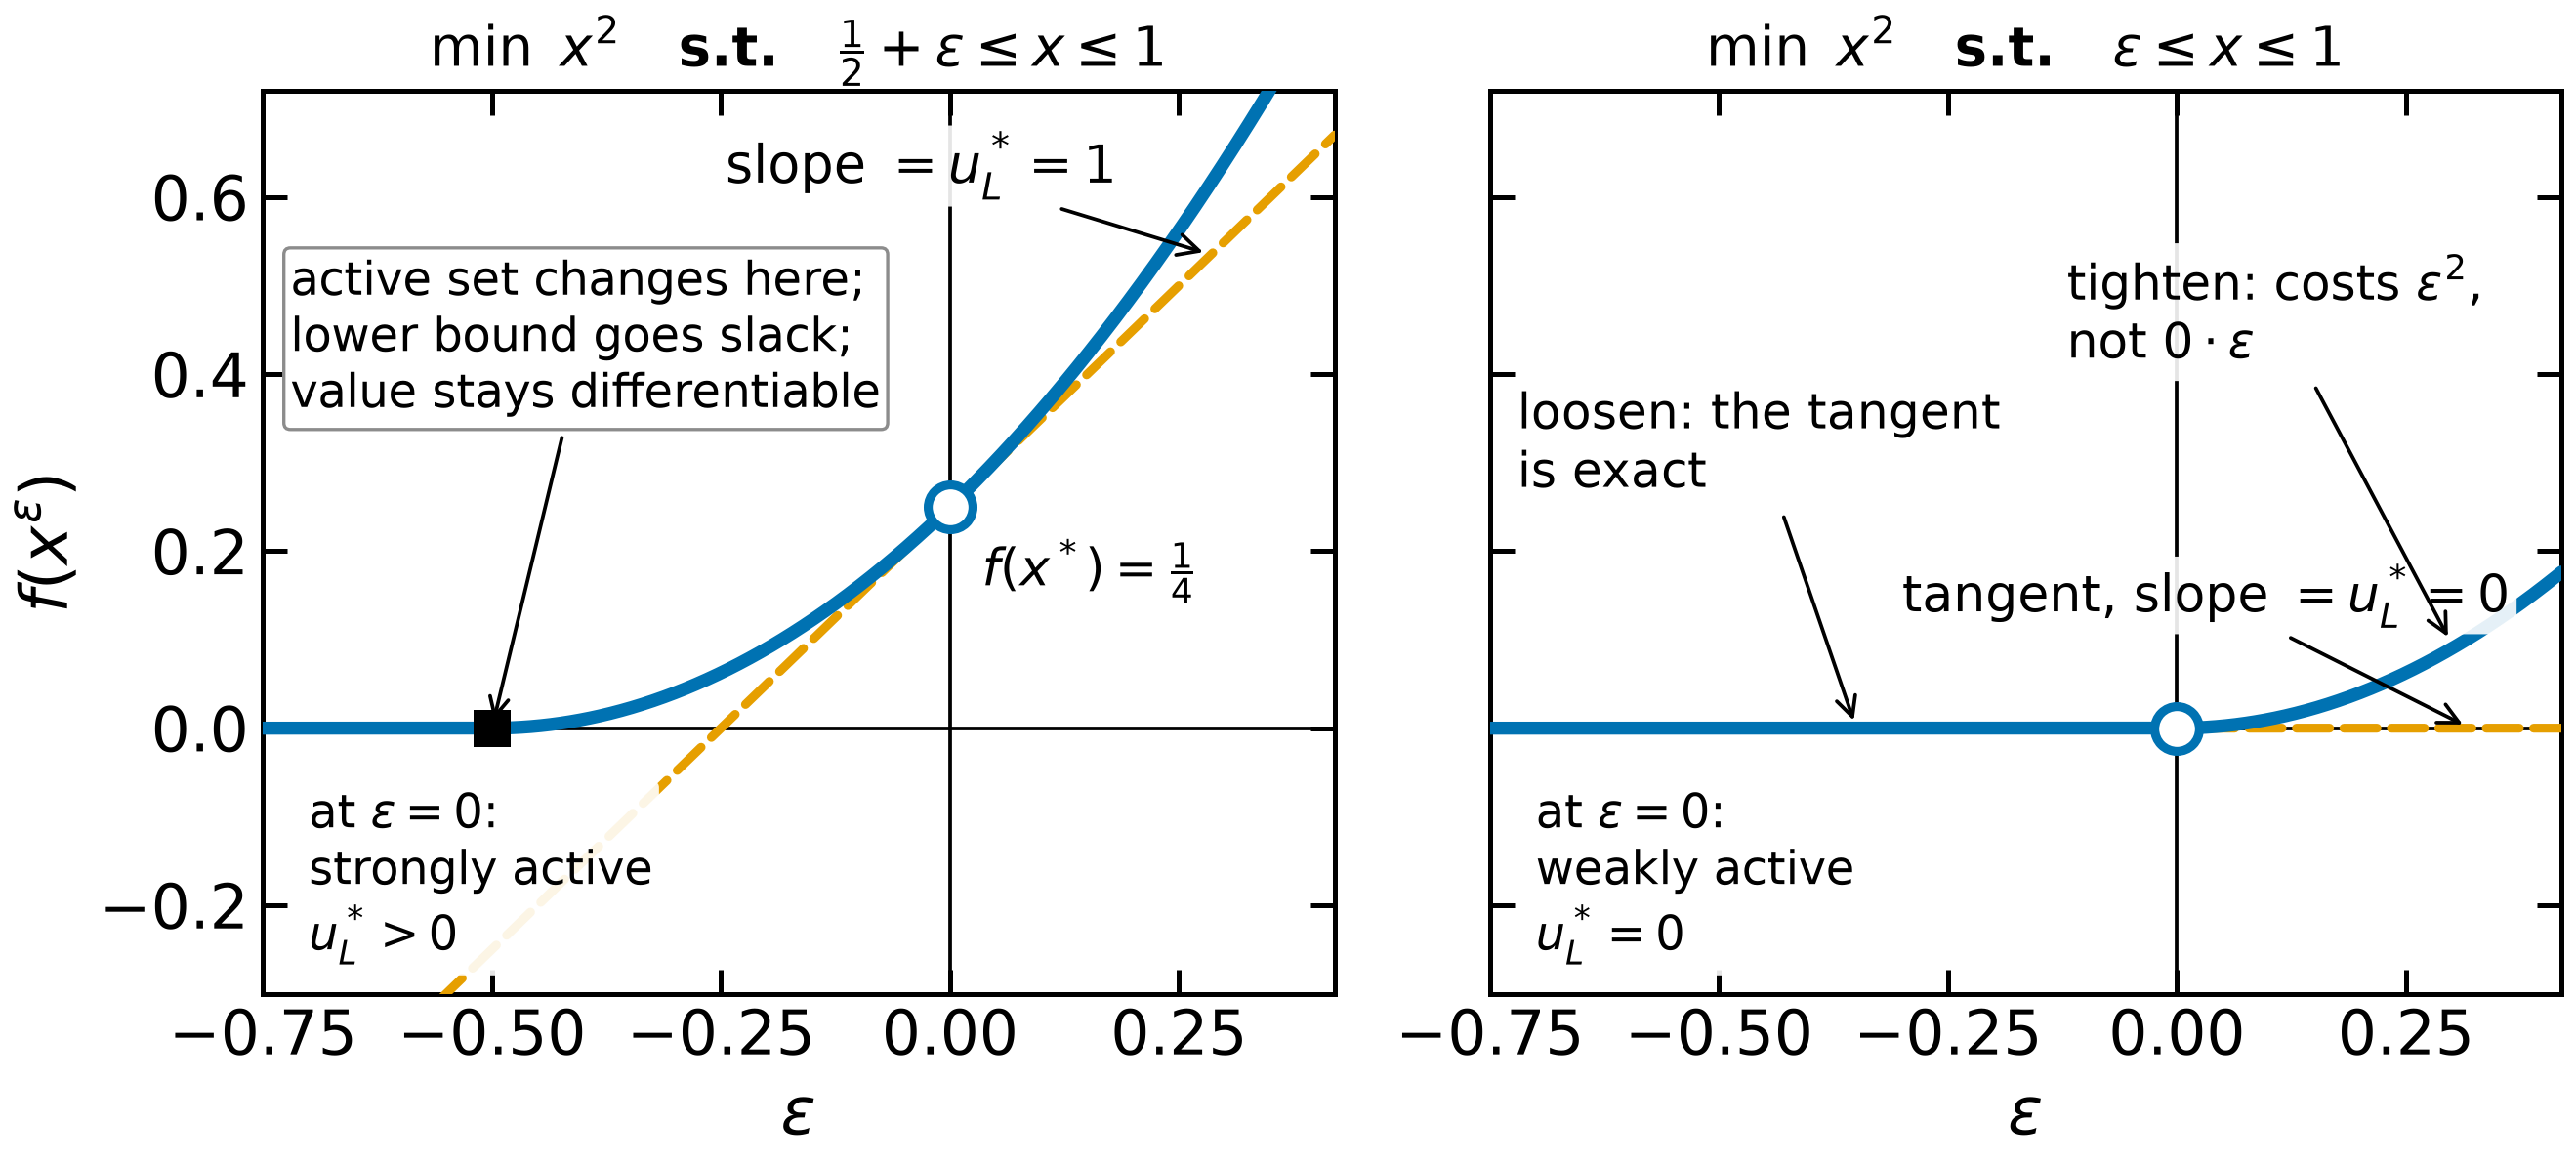 min x² s.t. ½ + ε ≤ x ≤ 1
slope = u_L^* = 1
active set changes here;
lower bound goes slack;
value stays differentiable
f(x^*) = ¼
at ε = 0:
strongly active
u_L^* > 0
0.6
0.4
0.2
0.0
−0.2
f(x^ε)
−0.75 −0.50 −0.25 0.00 0.25
ε
min x² s.t. ε ≤ x ≤ 1
tighten: costs ε²,
not 0 · ε
loosen: the tangent
is exact
tangent, slope = u_L^* = 0
at ε = 0:
weakly active
u_L^* = 0
−0.75 −0.50 −0.25 0.00 0.25
ε